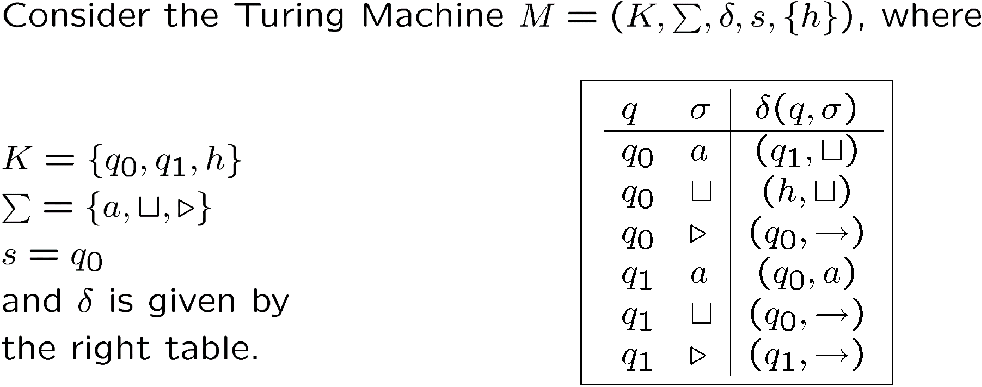 Consider the Turing Machine M = (K, ∑, δ, s, {h}), where
K = {q₀, q₁, h}
∑ = {a, ⊔, ▷}
s = q₀
and δ is given by
the right table.
q σ δ(q, σ)
q₀ a (q₁, ⊔)
q₀ ⊔ (h, ⊔)
q₀ ▷ (q₀, →)
q₁ a (q₀, a)
q₁ ⊔ (q₀, →)
q₁ ▷ (q₁, →)